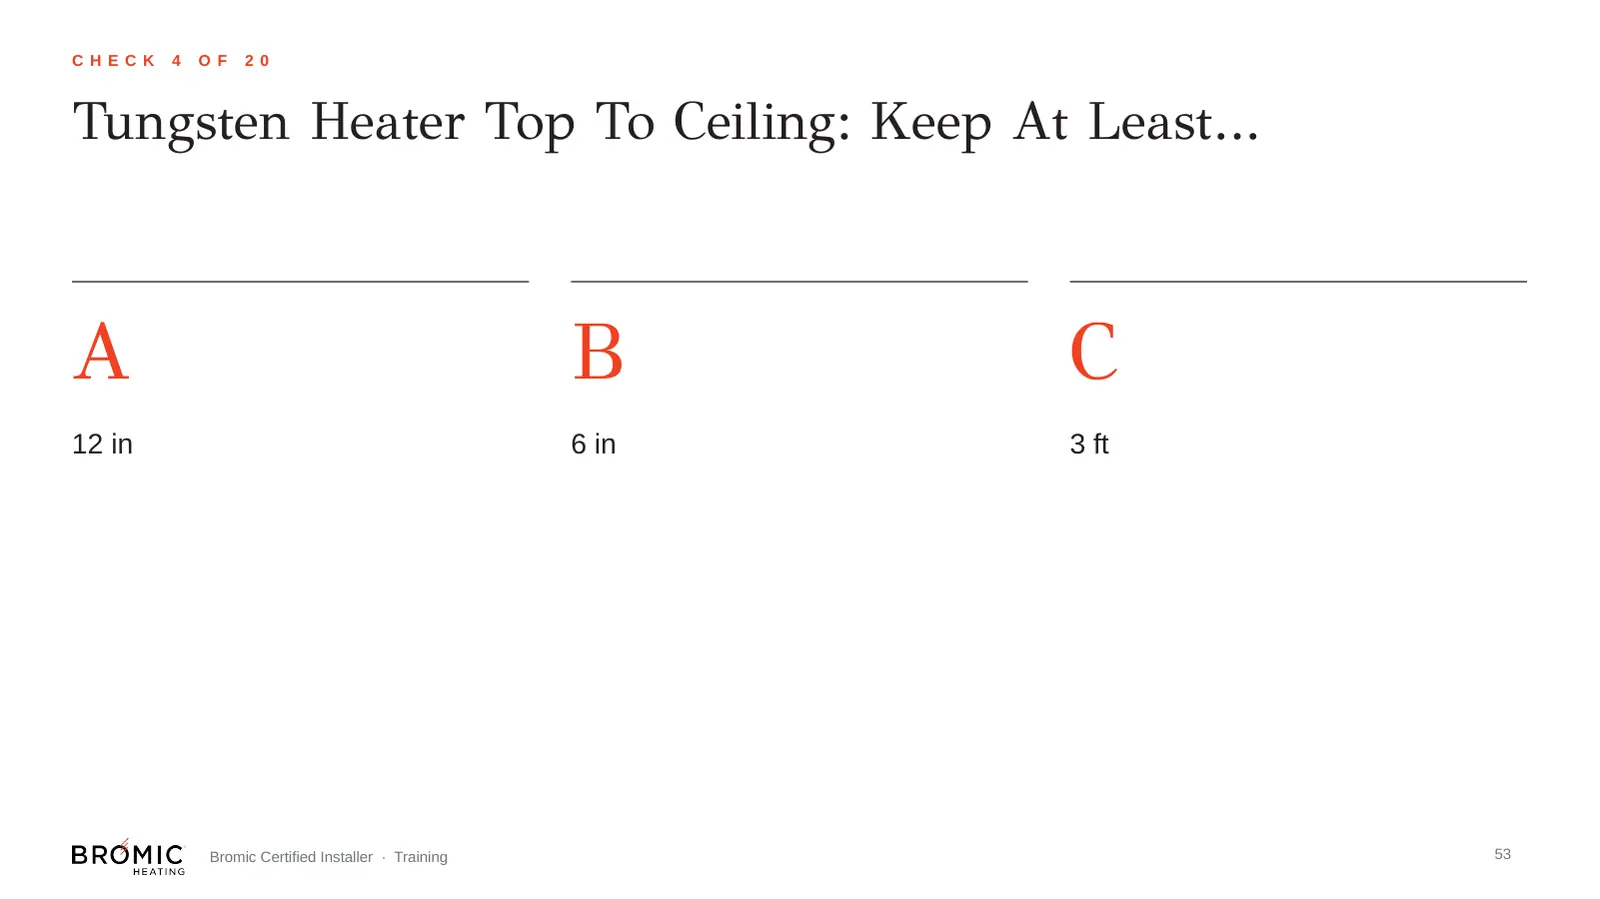 CHECK 4 OF 20
Tungsten Heater Top To Ceiling: Keep At Least...
A
B
C
12 in
6 in
3 ft
BROMIC
HEATING
Bromic Certified Installer · Training
53